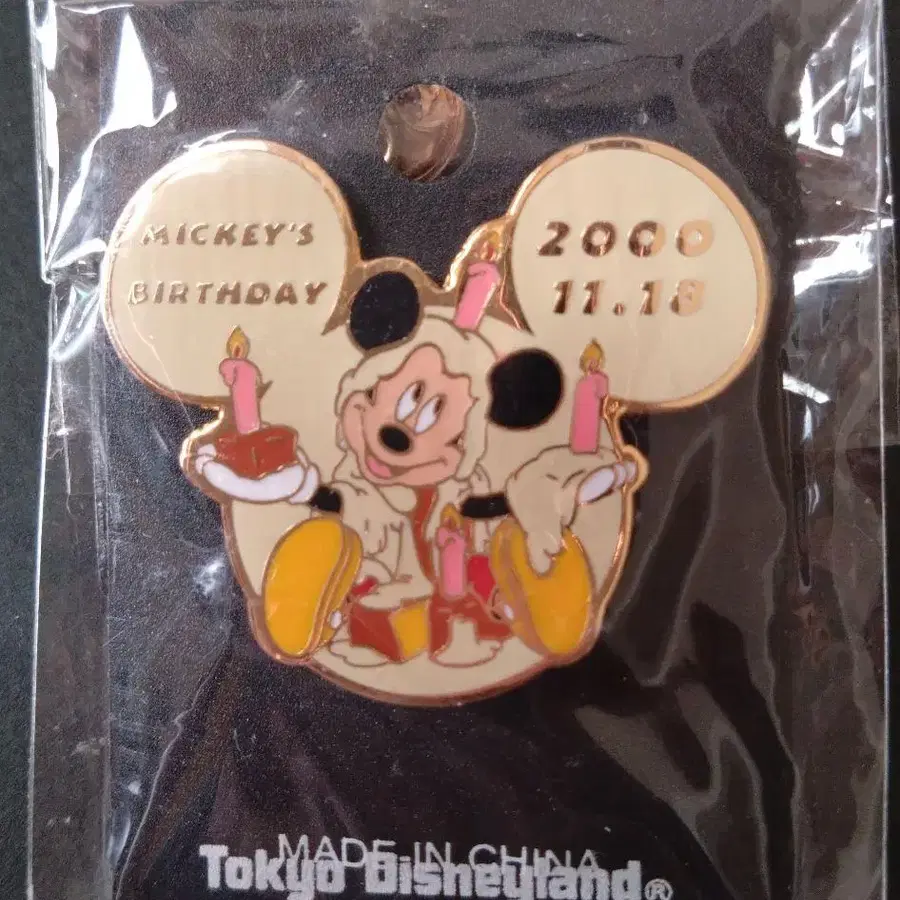 MICKEY'S
BIRTHDAY
2000
11.18
MADE IN CHINA
Tokyo Disneyland®